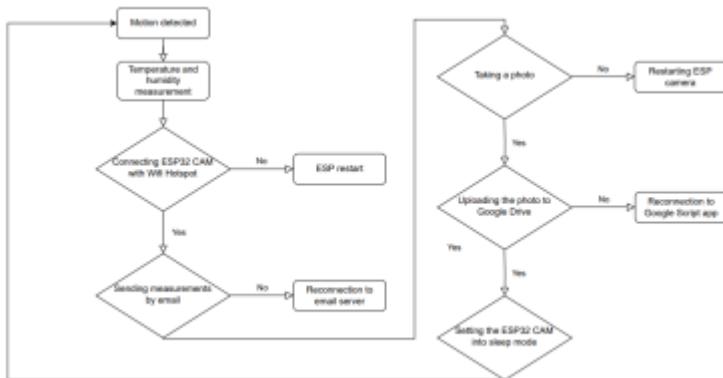 Motion detected
Temperature and
humidity
measurement
Connecting ESP32 CAM
with Wifi Hotspot
No
ESP restart
Yes
Sending measurements
by email
No
Reconnection to
email server
Taking a photo
No
Restarting ESP
camera
Yes
Uploading the photo to
Google Drive
No
Reconnection to
Google Script app
Yes
Yes
Setting the ESP32 CAM
into sleep mode